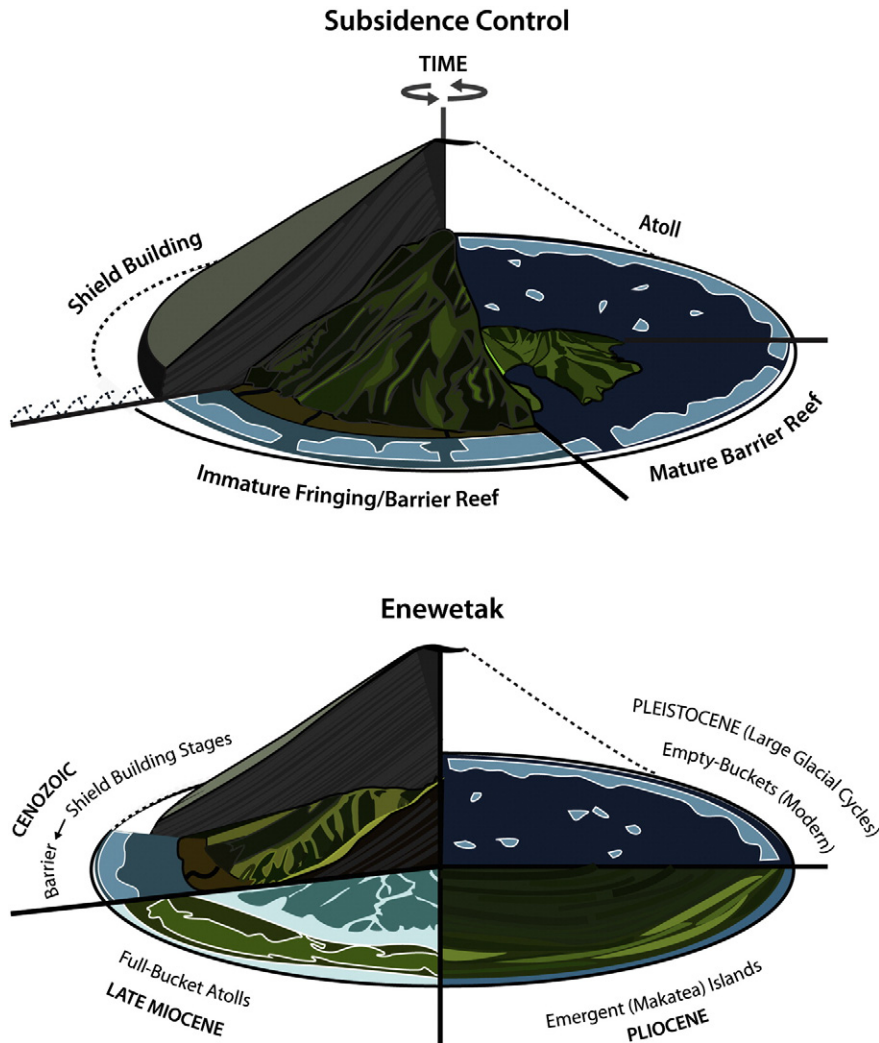 Subsidence Control
TIME
Shield Building
Atoll
Mature Barrier Reef
Immature Fringing/Barrier Reef
Enewetak
CENOZOIC
Barrier ← Shield Building Stages
PLEISTOCENE (Large Glacial Cycles)
Empty-Buckets (Modern)
Full-Bucket Atolls
LATE MIOCENE
Emergent (Makatea) Islands
PLIOCENE